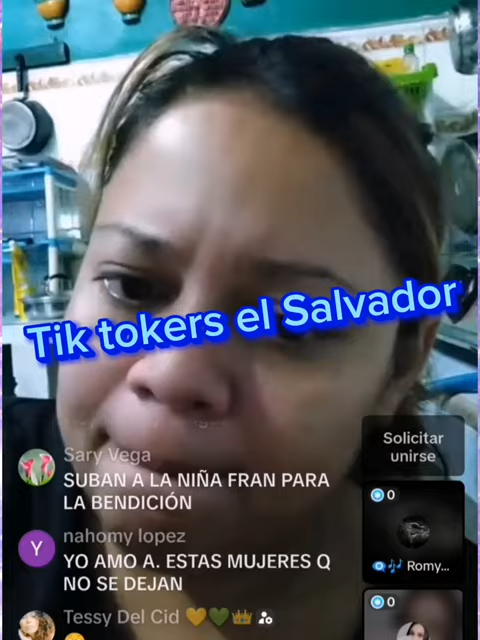 Tik tokers el Salvador
Solicitar
unirse
Sary Vega
SUBAN A LA NIÑA FRAN PARA
LA BENDICIÓN
0
Romy...
Y
nahomy lopez
YO AMO A. ESTAS MUJERES Q
NO SE DEJAN
0
Tessy Del Cid 💛💚👑